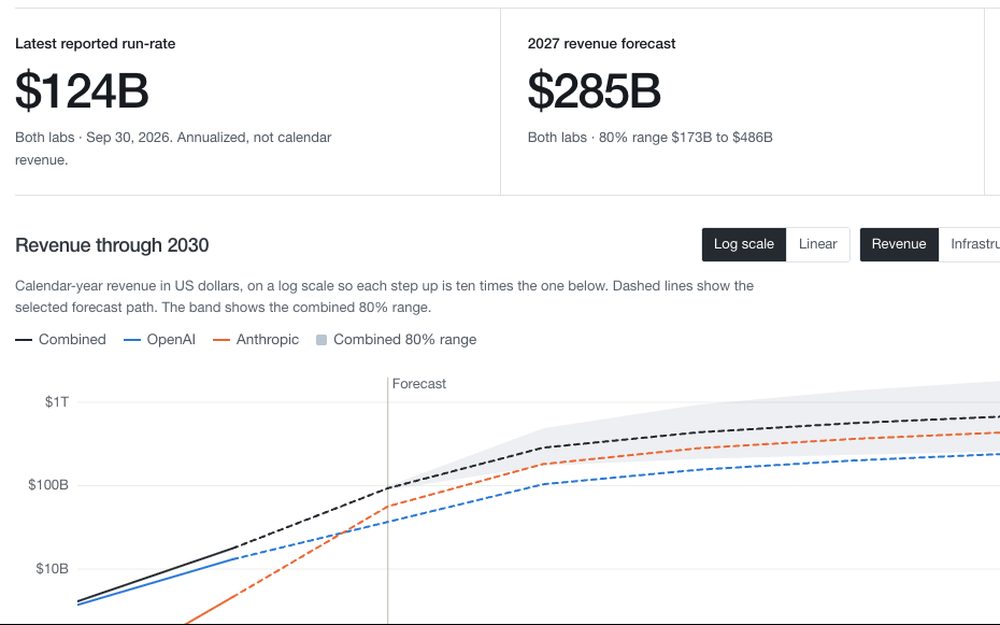 Latest reported run-rate
$124B
Both labs · Sep 30, 2026. Annualized, not calendar
revenue.
2027 revenue forecast
$285B
Both labs · 80% range $173B to $486B
Revenue through 2030
Log scale
Linear
Revenue
Infrastru
Calendar-year revenue in US dollars, on a log scale so each step up is ten times the one below. Dashed lines show the
selected forecast path. The band shows the combined 80% range.
Combined
OpenAI
Anthropic
Combined 80% range
Forecast
$1T
$100B
$10B